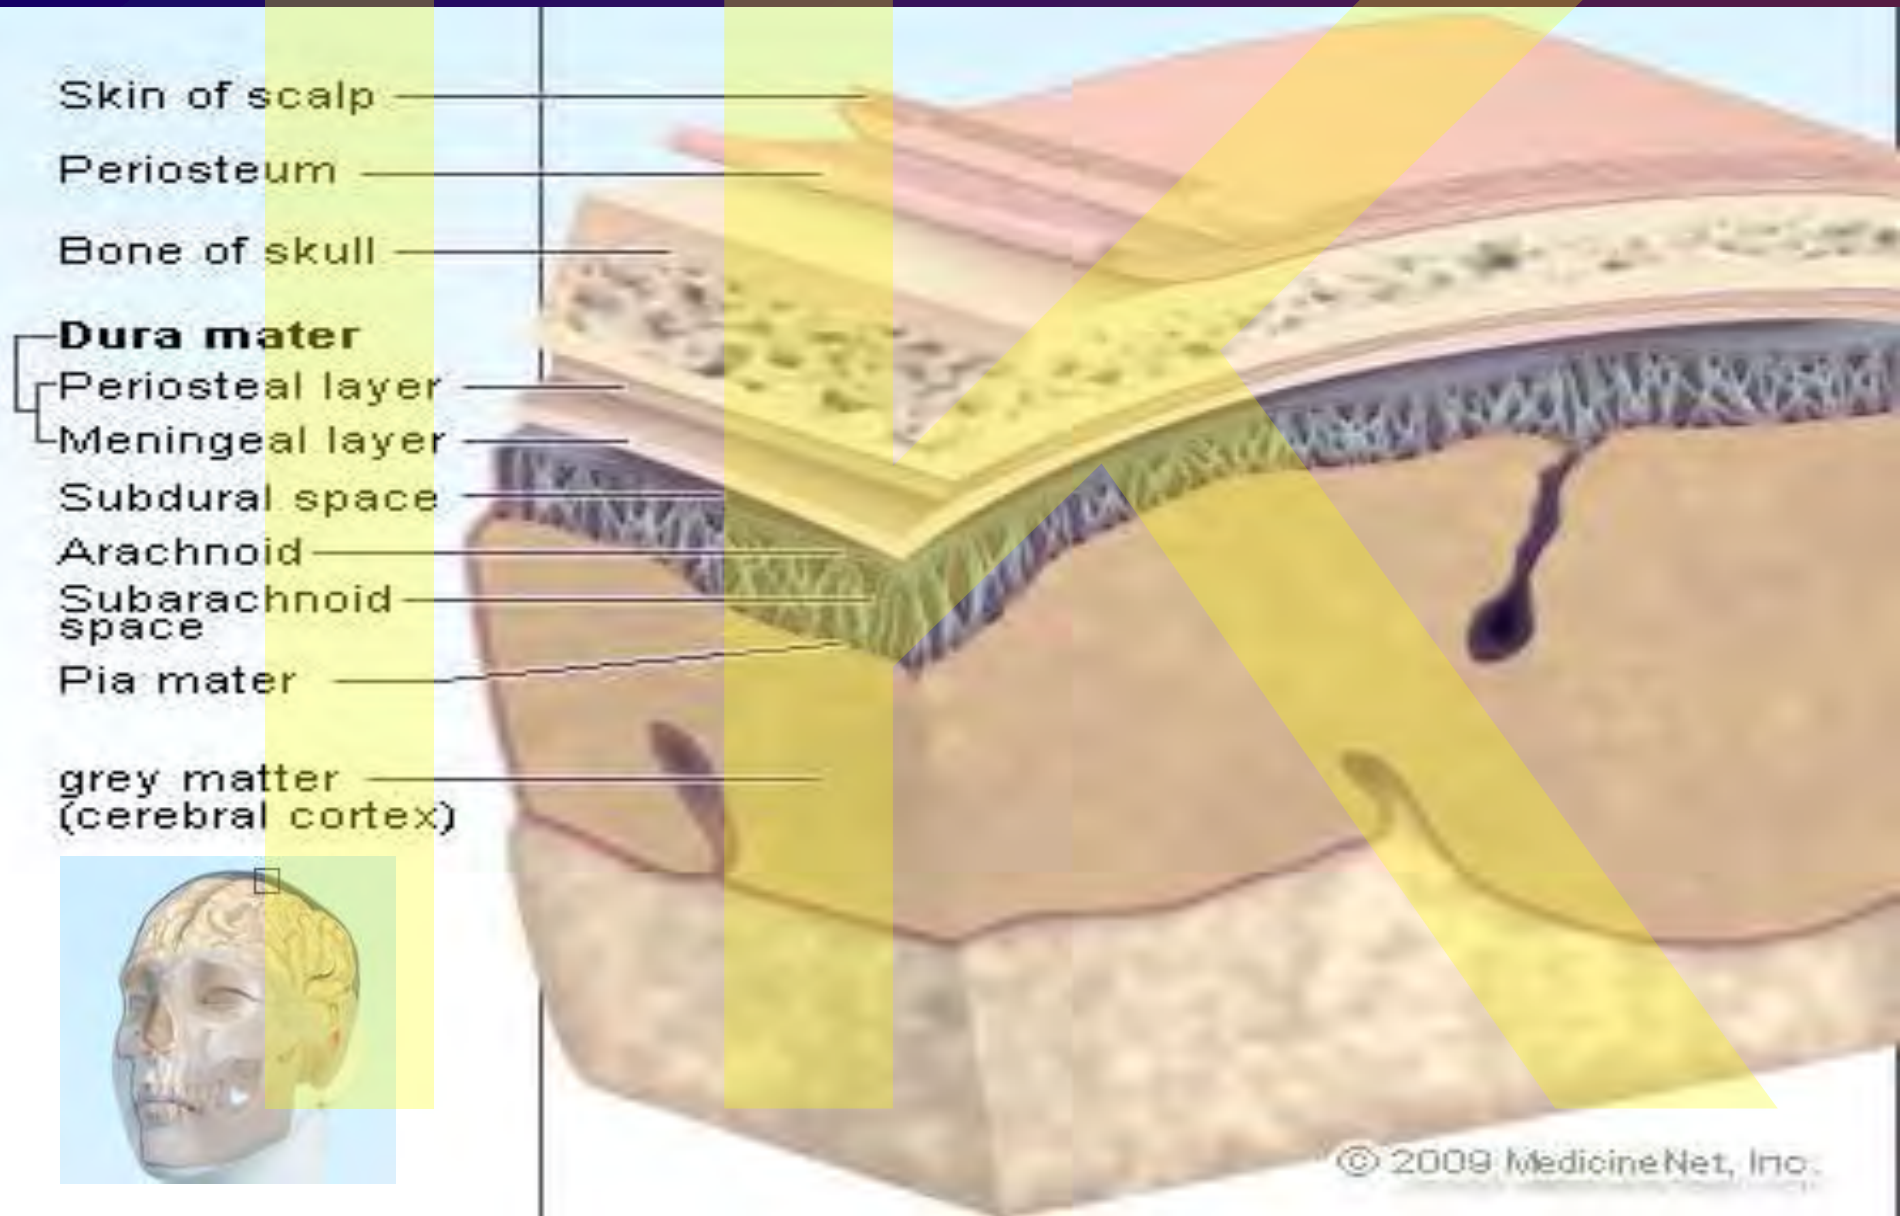 Skin of scalp
Periosteum
Bone of skull
Dura mater
Periosteal layer
Meningeal layer
Subdural space
Arachnoid
Subarachnoid
space
Pia mater
grey matter
(cerebral cortex)
© 2009 MedicineNet, Inc.